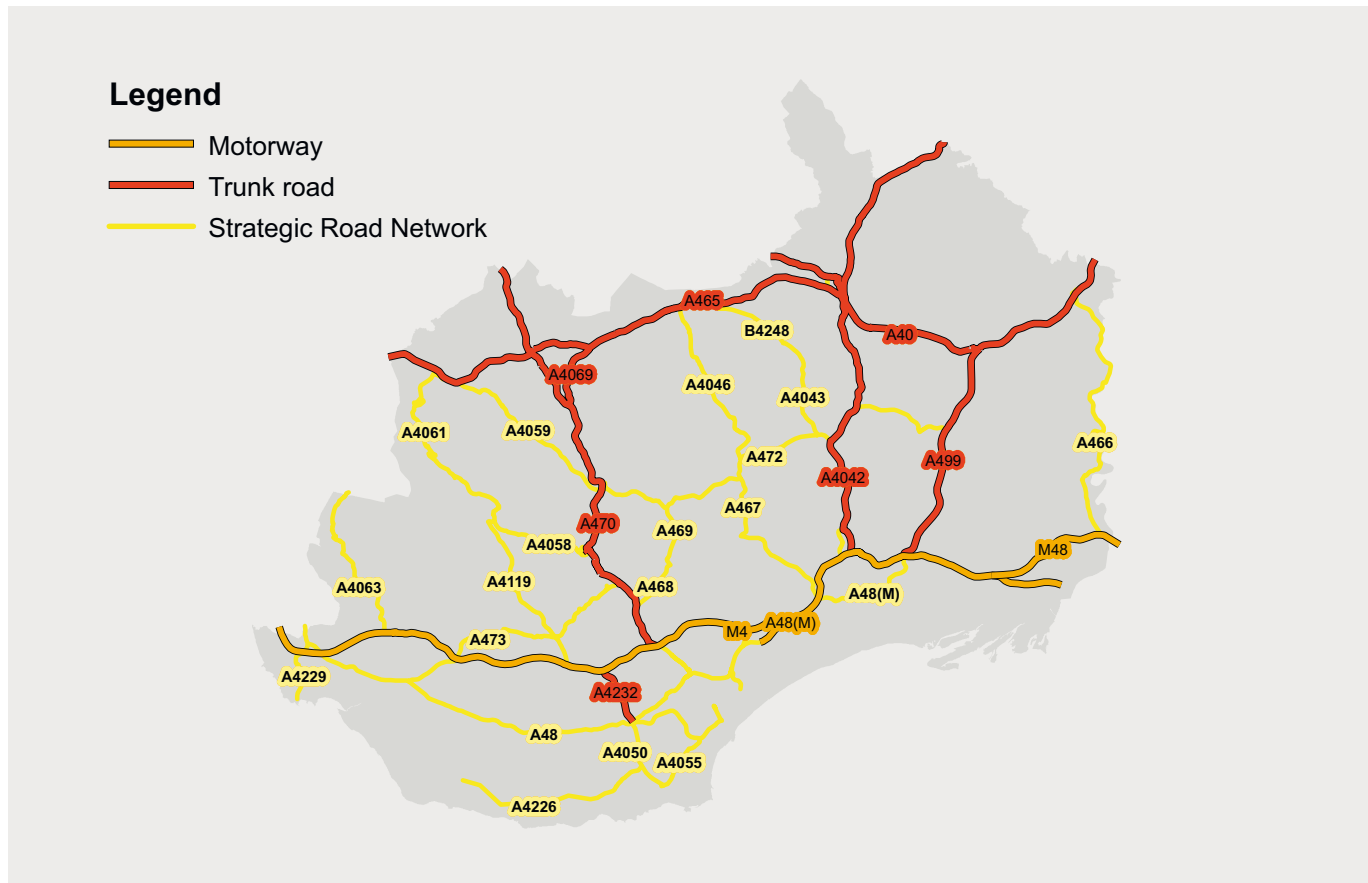 Legend
Motorway
Trunk road
Strategic Road Network
A465
B4248
A40
A4069
A4046
A4043
A4061
A4059
A466
A472
A499
A4042
A467
A470
A469
A4058
M48
A4119
A4063
A468
A48(M)
A48(M)
M4
A473
A4229
A4232
A48
A4050
A4055
A4226